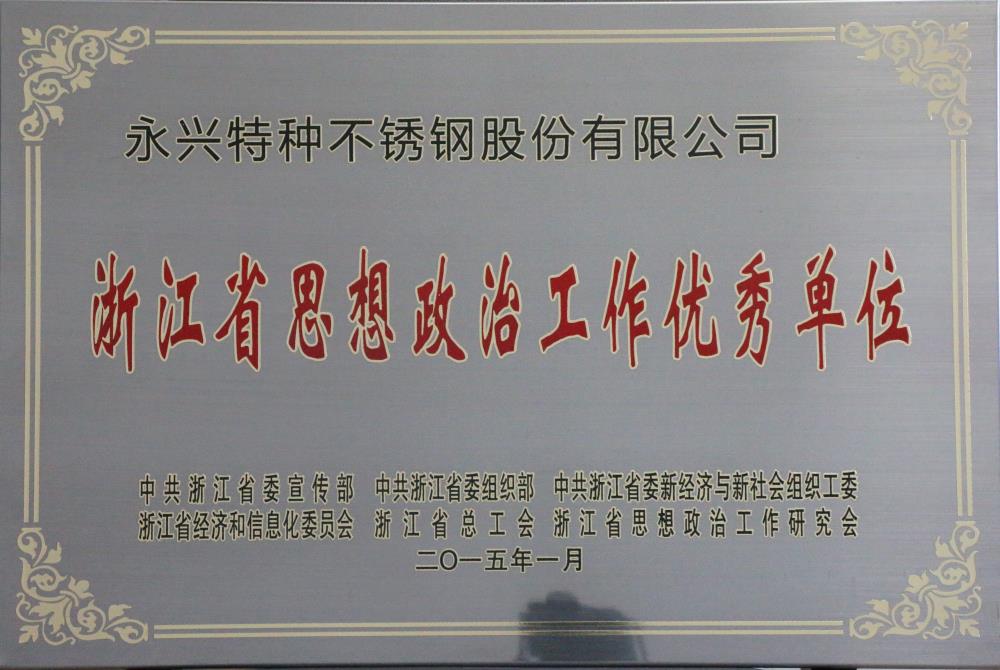 永兴特种不锈钢股份有限公司
浙江省思想政治工作优秀单位
中共浙江省委宣传部 中共浙江省委组织部 中共浙江省委新经济与新社会组织工委
浙江省经济和信息化委员会 浙江省总工会 浙江省思想政治工作研究会
二〇一五年一月